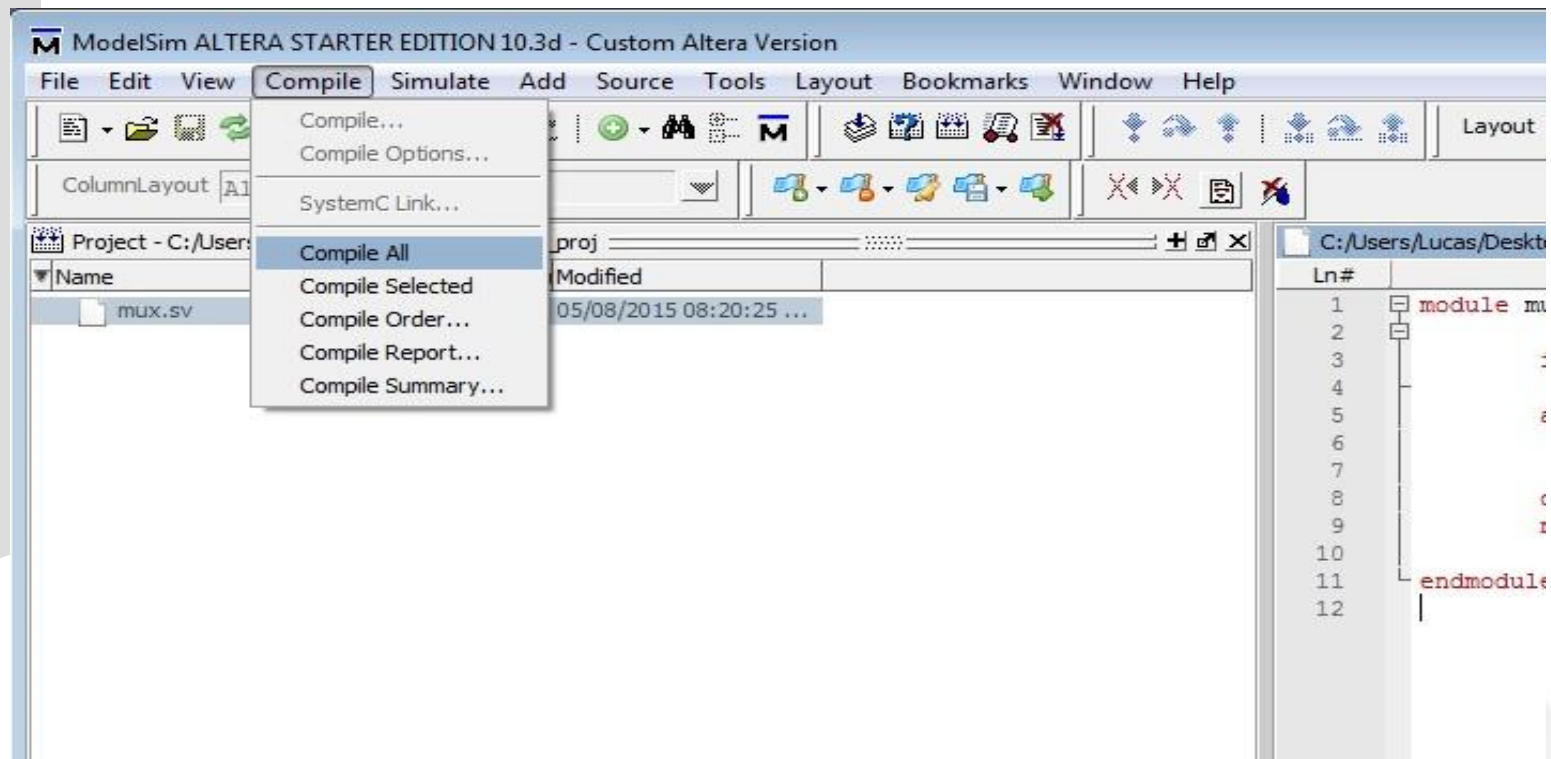 ModelSim ALTERA STARTER EDITION 10.3d - Custom Altera Version
File Edit View Compile Simulate Add Source Tools Layout Bookmarks Window Help
Compile...
Compile Options...
SystemC Link...
Compile All
Compile Selected
Compile Order...
Compile Report...
Compile Summary...
Layout
ColumnLayout
Project - C:/Users
_proj
Name
Modified
mux.sv
05/08/2015 08:20:25 ...
C:/Users/Lucas/Deskt
Ln#
1 module mu
2
3
4
5
6
7
8
9
10
11 endmodule
12